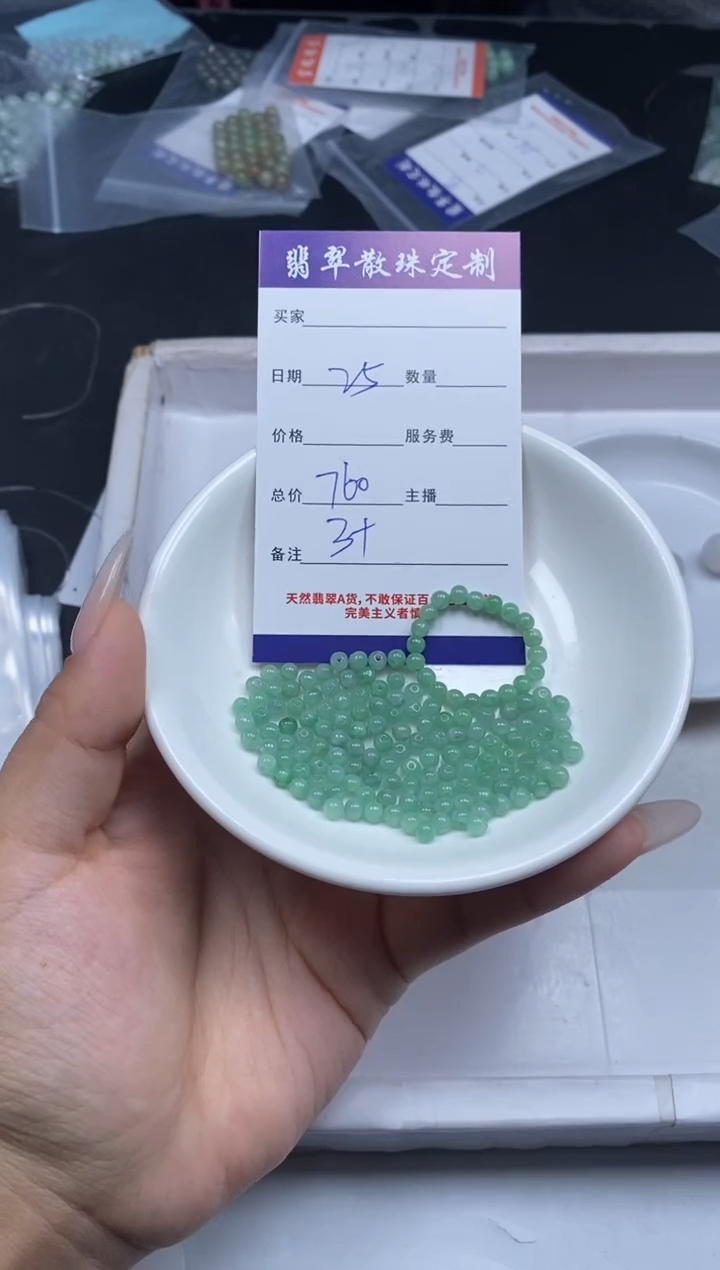 翡翠散珠定制
买家
日期 25 数量
价格 服务费
总价 760 主播
备注 3+
天然翡翠A货,不敢保证百
完美主义者慎